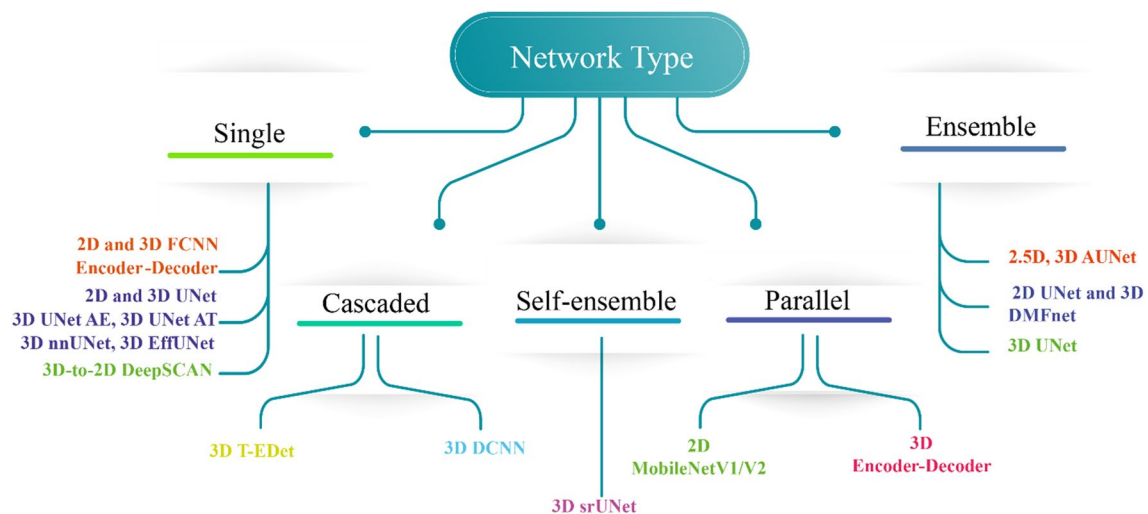 Network Type
Single
2D and 3D FCNN
Encoder-Decoder
2D and 3D UNet
3D UNet AE, 3D UNet AT
3D nnUNet, 3D EffUNet
3D-to-2D DeepSCAN
Cascaded
3D T-EDet
3D DCNN
Self-ensemble
3D srUNet
Parallel
2D
MobileNetV1/V2
3D
Encoder-Decoder
Ensemble
2.5D, 3D AUNet
2D UNet and 3D
DMFnet
3D UNet